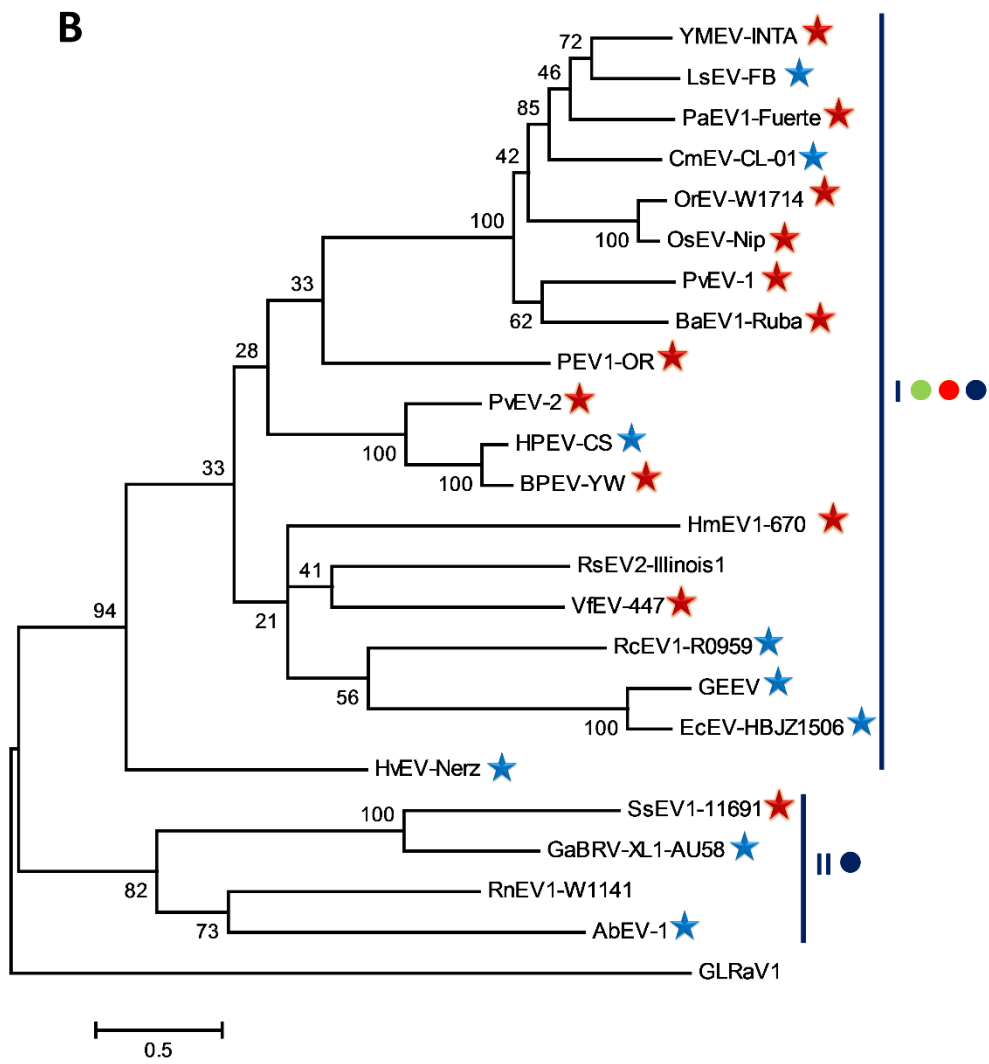 B
YMEV-INTA
72
LsEV-FB
46
PaEV1-Fuerte
85
CmEV-CL-01
42
OrEV-W1714
100
OsEV-Nip
100
PvEV-1
33
62
BaEV1-Ruba
28
PEV1-OR
I
PvEV-2
100
HPEV-CS
33
100
BPEV-YW
HmEV1-670
41
RsEV2-Illinois1
94
21
VfEV-447
RcEV1-R0959
56
GEEV
100
EcEV-HBJZ1506
HvEV-Nerz
100
SsEV1-11691
GaBRV-XL1-AU58
II
82
RnEV1-W1141
73
AbEV-1
GLRaV1
0.5